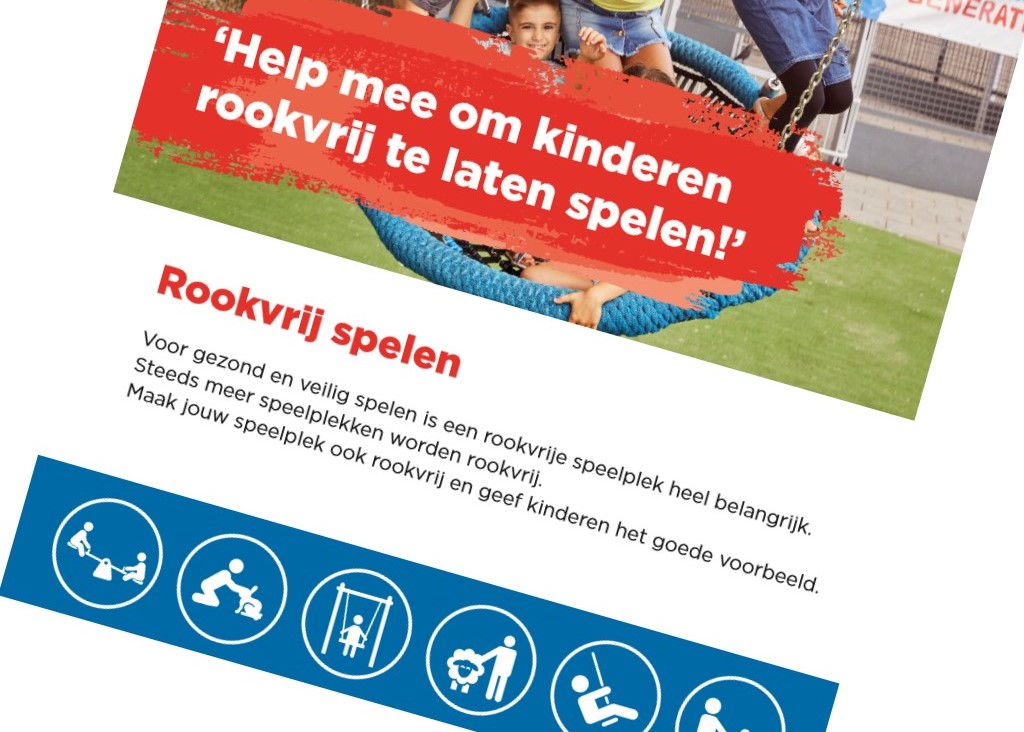 GENERAT
‘Help mee om kinderen
rookvrij te laten spelen!’
Rookvrij spelen
Voor gezond en veilig spelen is een rookvrije speelplek heel belangrijk.
Steeds meer speelplekken worden rookvrij.
Maak jouw speelplek ook rookvrij en geef kinderen het goede voorbeeld.